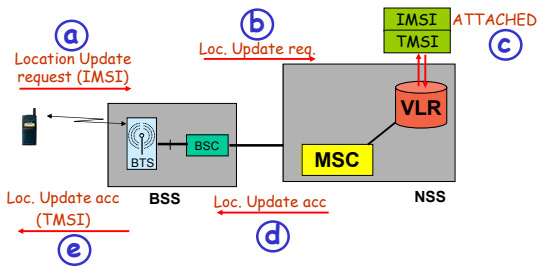 a
Location Update
request (IMSI)
b
Loc. Update req.
IMSI
TMSI
ATTACHED
c
VLR
MSC
NSS
BTS
BSC
BSS
Loc. Update acc
d
Loc. Update acc
(TMSI)
e